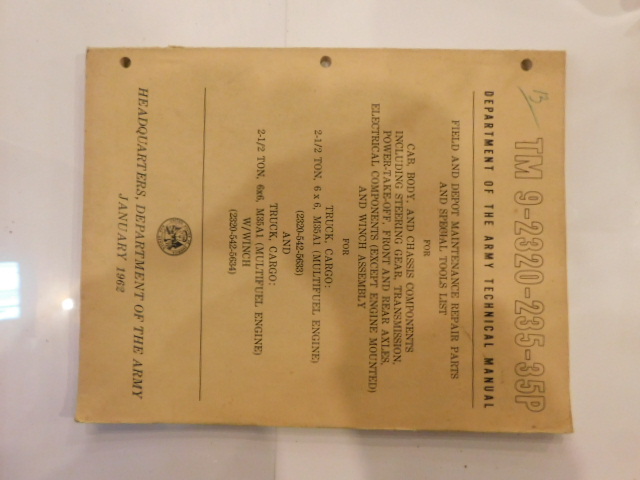 13
TM 9-2320-235-35P
DEPARTMENT OF THE ARMY TECHNICAL MANUAL
FIELD AND DEPOT MAINTENANCE REPAIR PARTS
AND SPECIAL TOOLS LIST
FOR
CAB, BODY, AND CHASSIS COMPONENTS
INCLUDING STEERING GEAR, TRANSMISSION,
POWER-TAKE-OFF, FRONT AND REAR AXLES,
ELECTRICAL COMPONENTS (EXCEPT ENGINE MOUNTED)
AND WINCH ASSEMBLY
FOR
TRUCK, CARGO:
2-1/2 TON, 6 x 6, M35A1 (MULTIFUEL ENGINE)
(2320-542-5633)
AND
TRUCK, CARGO:
2-1/2 TON, 6x6, M35A1 (MULTIFUEL ENGINE)
W/WINCH
(2320-542-5634)
HEADQUARTERS, DEPARTMENT OF THE ARMY
JANUARY 1962